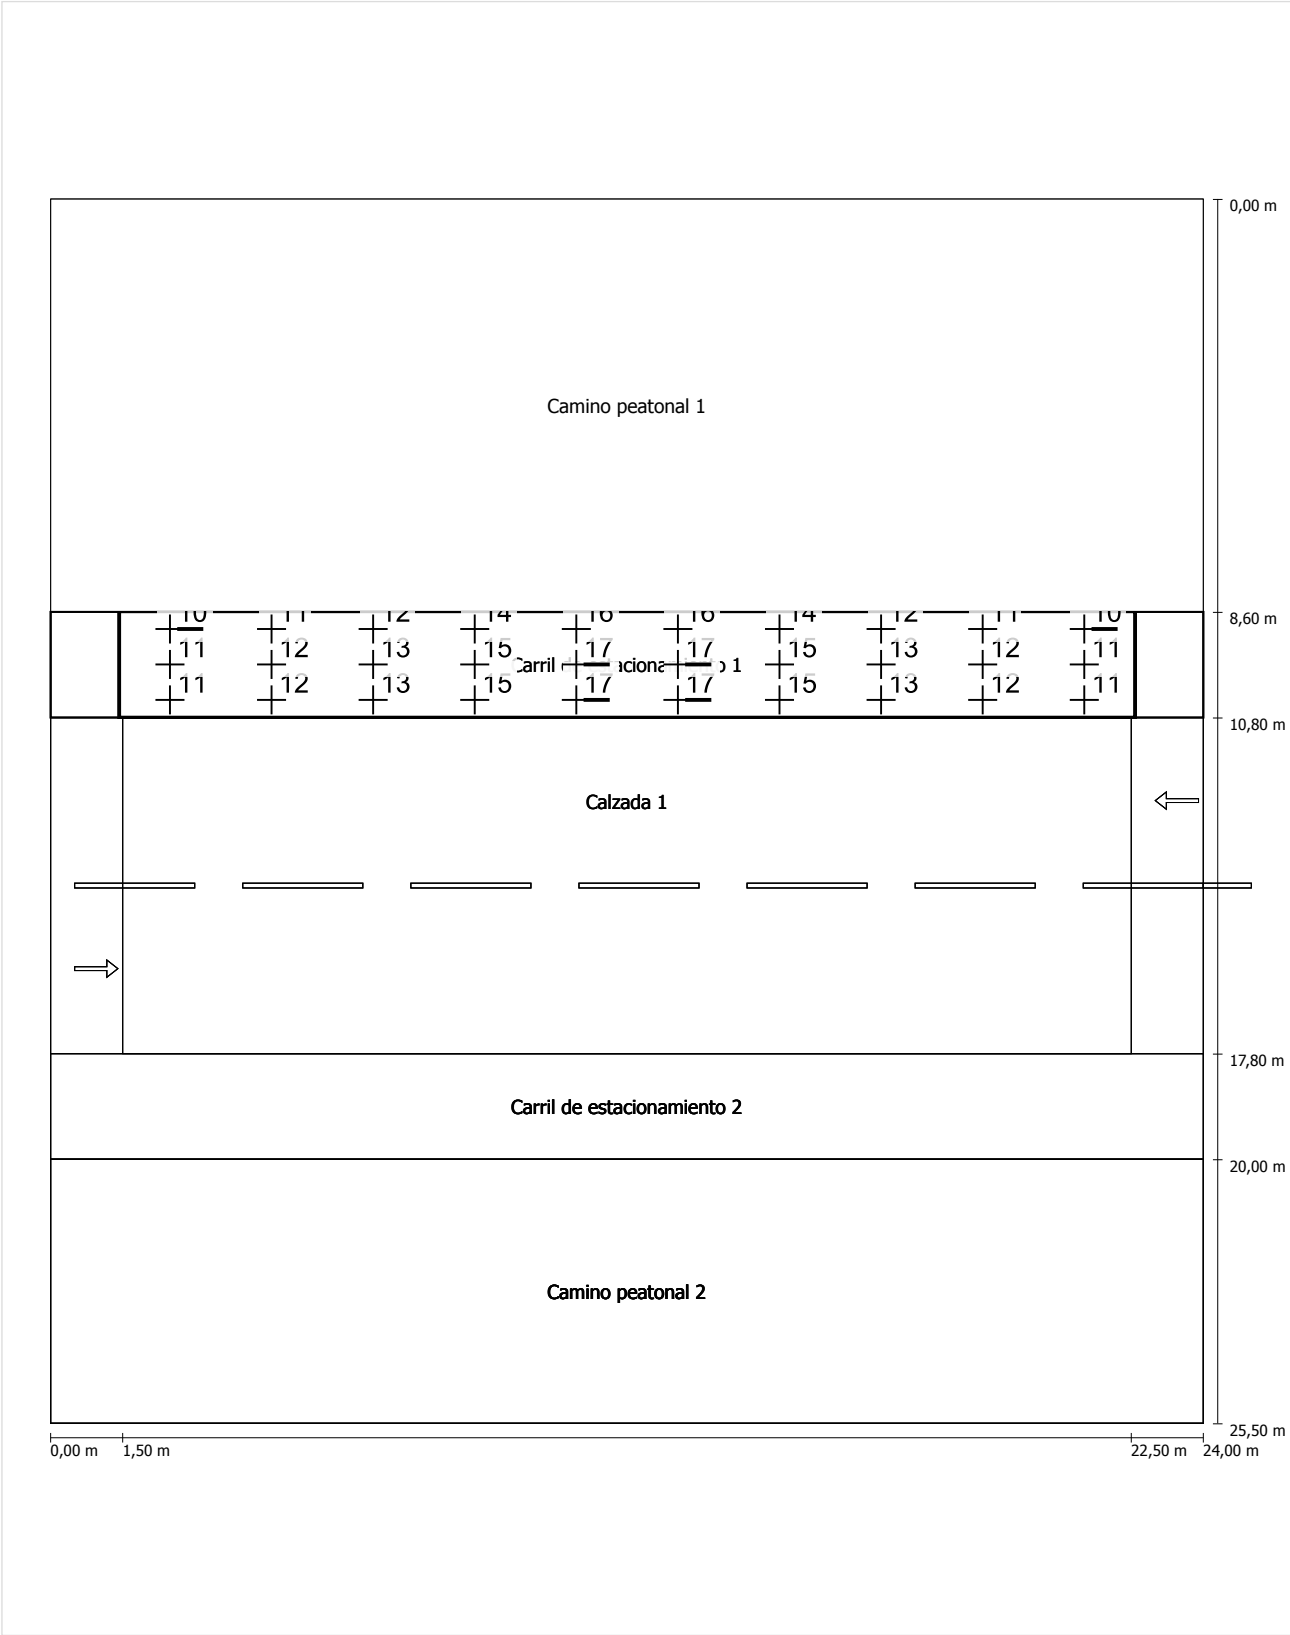 0,00 m
Camino peatonal 1
10 11 12 14 16 16 14 12 11 10
8,60 m
11 12 13 15 17 17 15 13 12 11
1
11 12 13 15 17 17 15 13 12 11
10,80 m
Calzada 1
17,80 m
Carril de estacionamiento 2
20,00 m
Camino peatonal 2
25,50 m
0,00 m 1,50 m 22,50 m 24,00 m